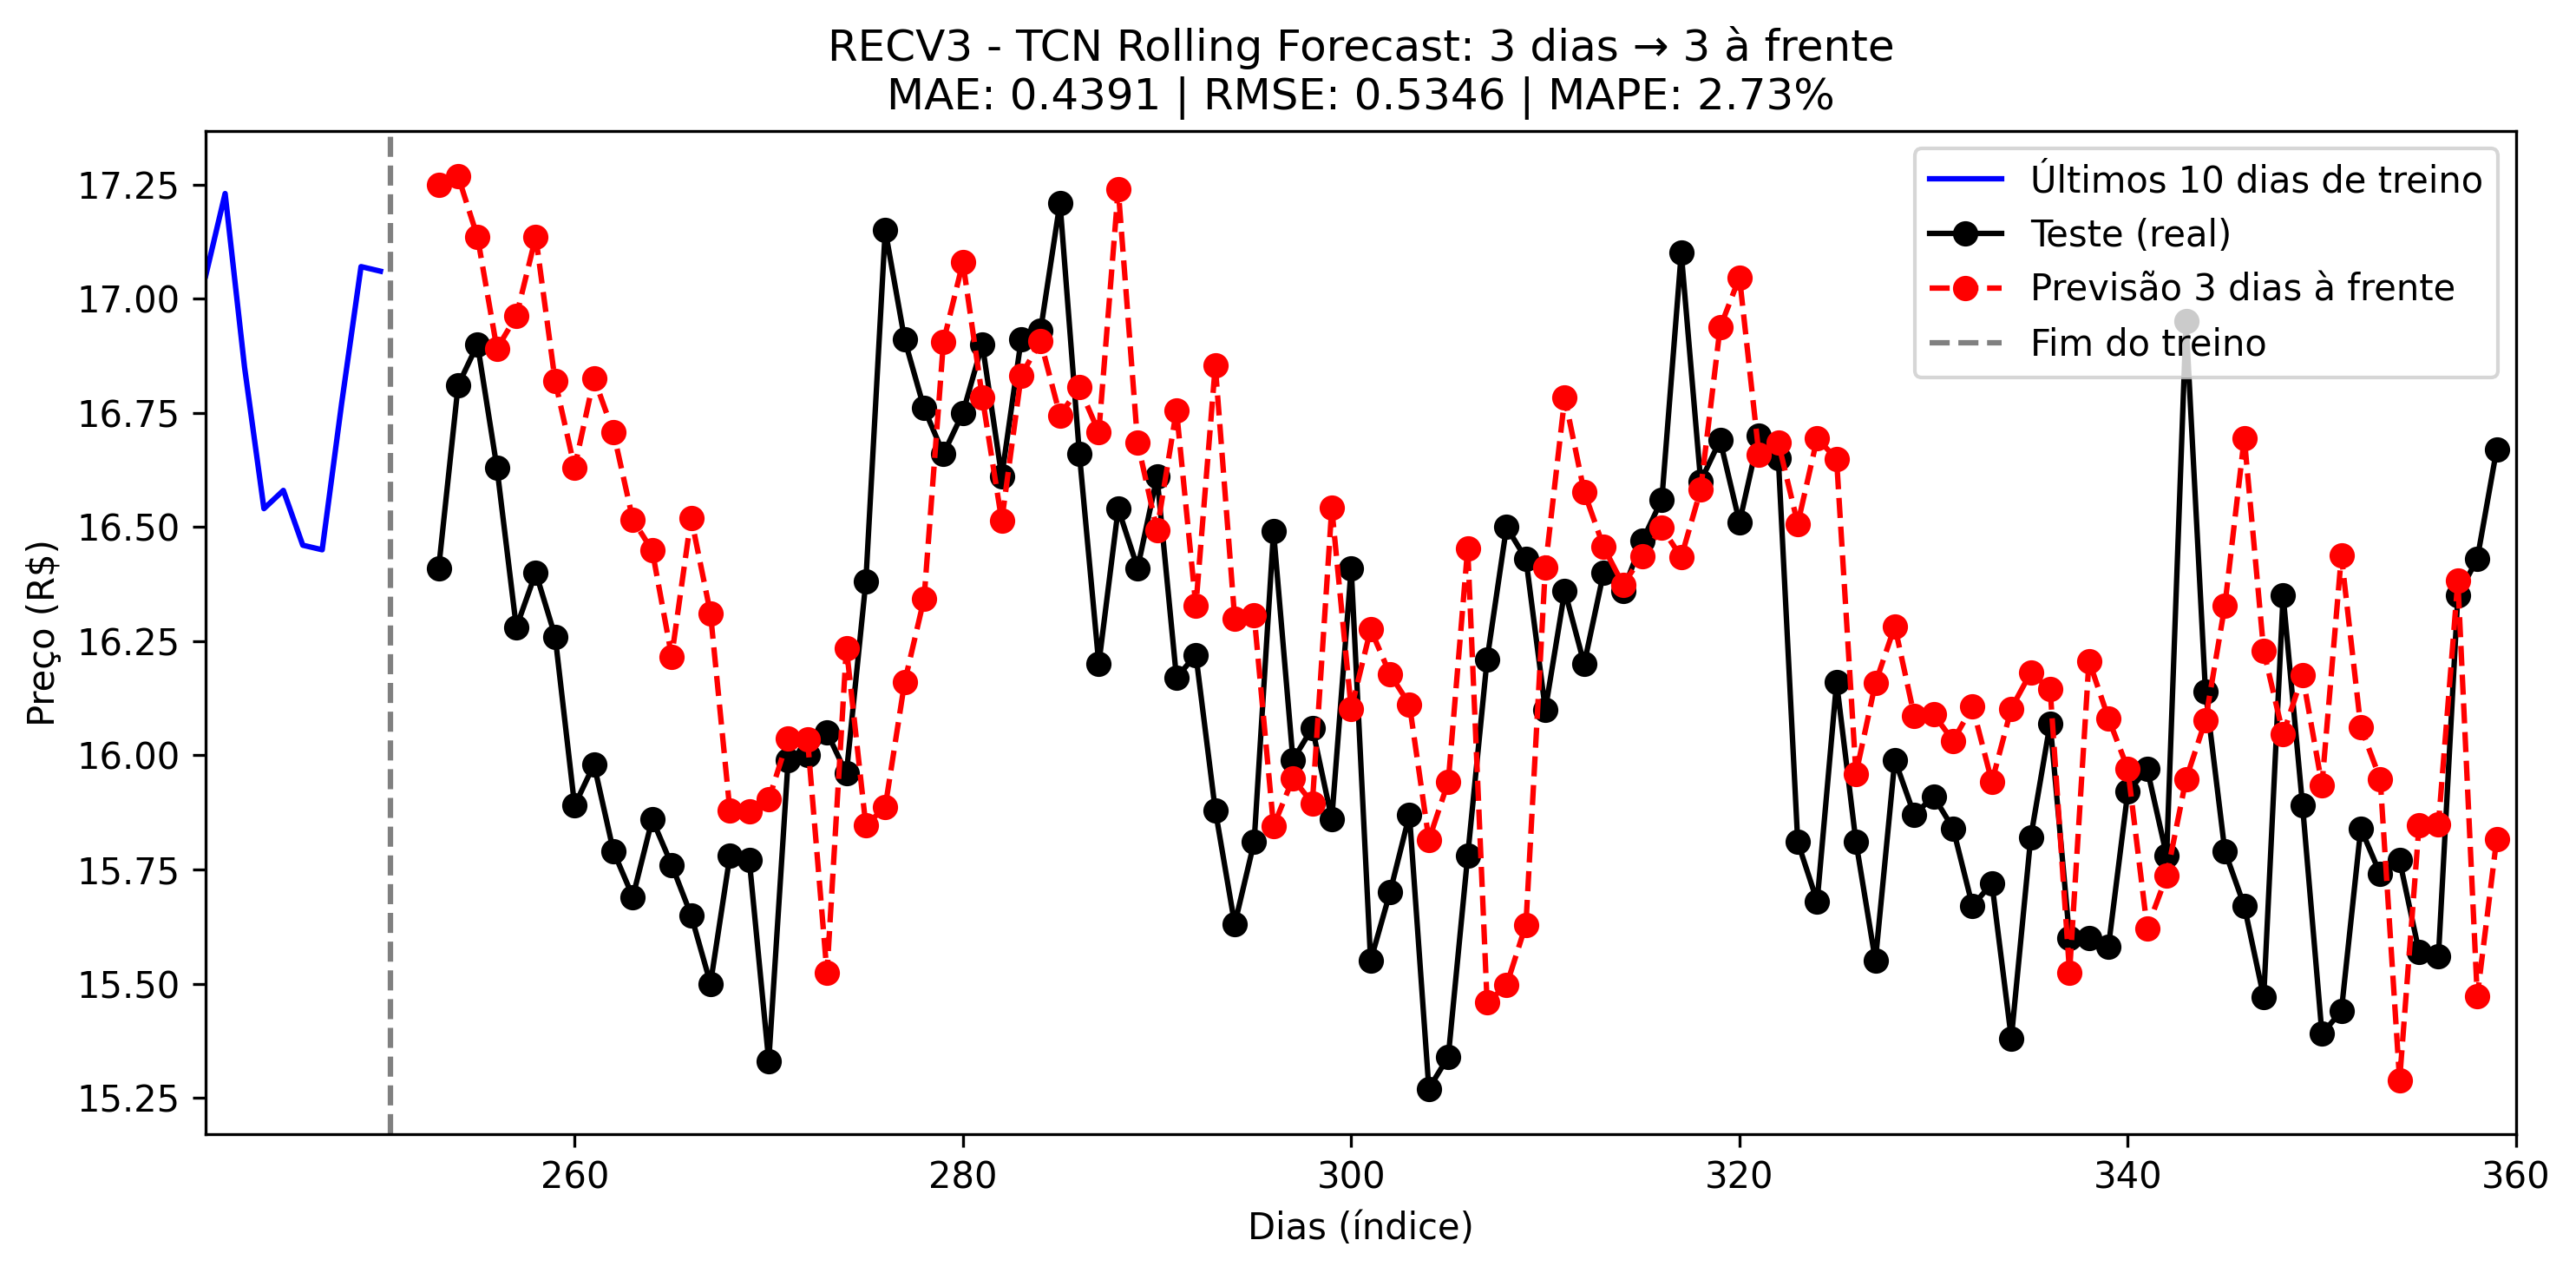 RECV3 - TCN Rolling Forecast: 3 dias → 3 à frente
MAE: 0.4391 | RMSE: 0.5346 | MAPE: 2.73%
Últimos 10 dias de treino
Teste (real)
Previsão 3 dias à frente
Fim do treino
Preço (R$)
17.25
17.00
16.75
16.50
16.25
16.00
15.75
15.50
15.25
260 280 300 320 340 360
Dias (índice)